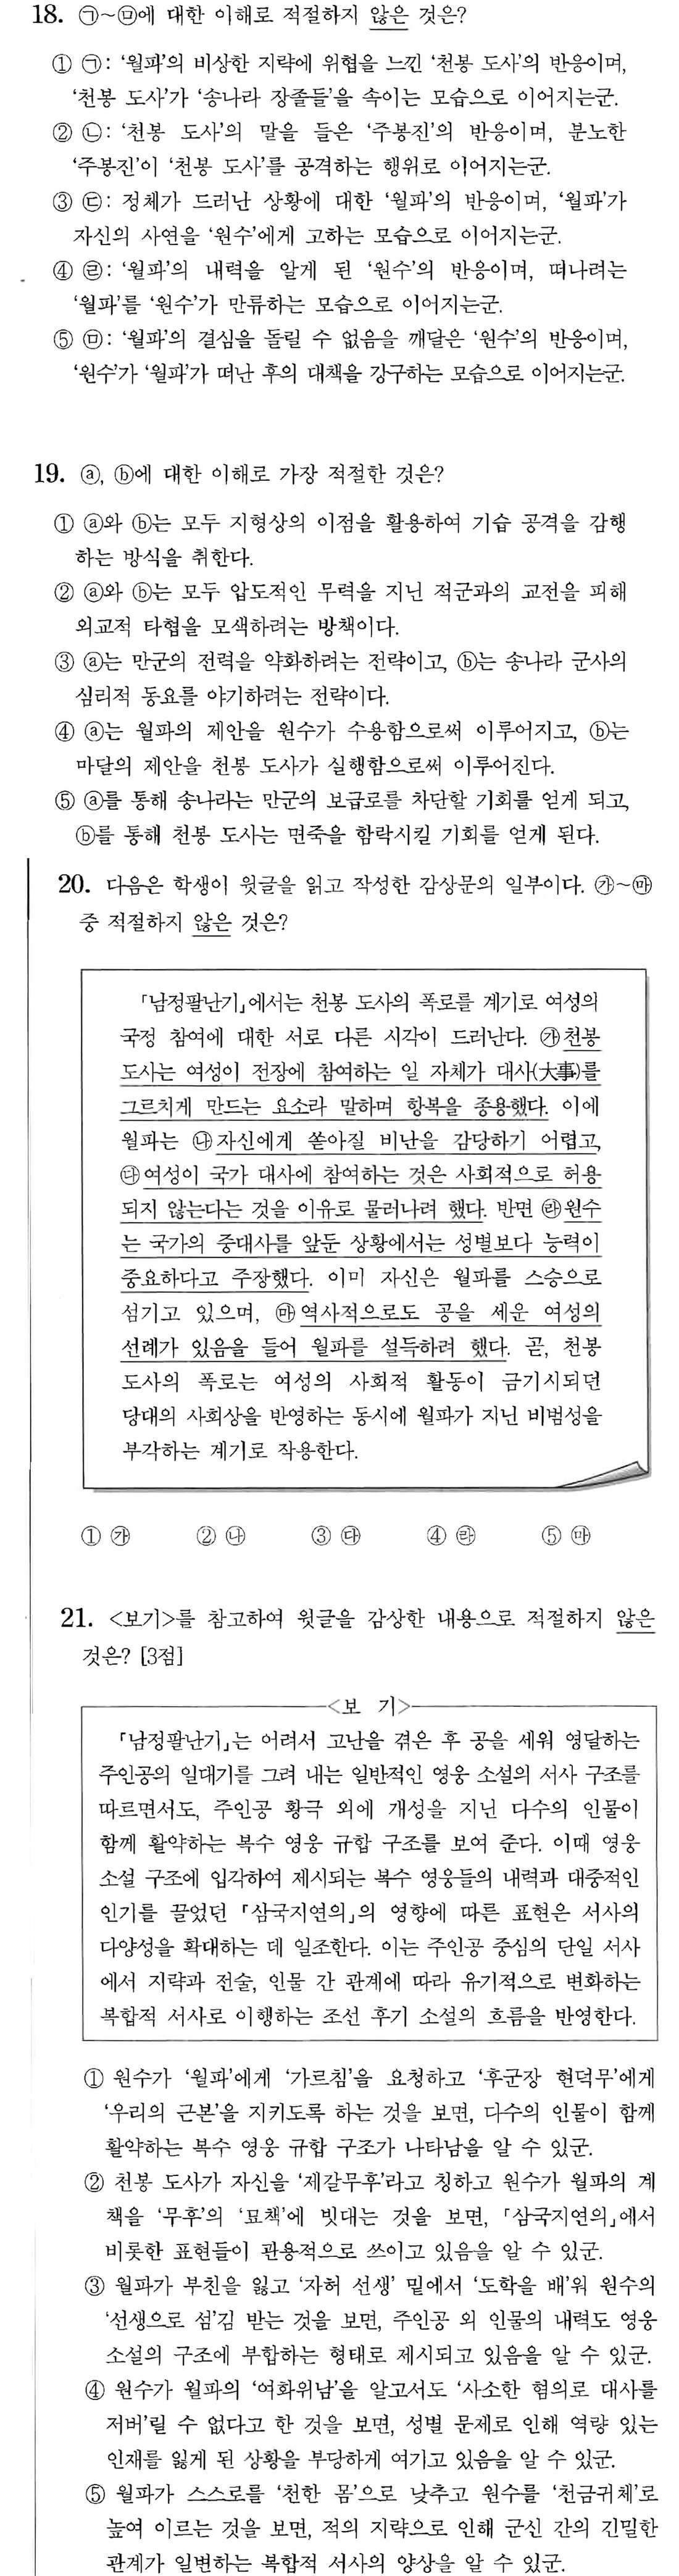 18. ㉠~㉤에 대한 이해로 적절하지 않은 것은?
① ㉠: ‘월파’의 비상한 지략에 위협을 느낀 ‘천봉 도사’의 반응이며,
‘천봉 도사’가 ‘송나라 장졸들’을 속이는 모습으로 이어지는군.
② ㉡: ‘천봉 도사’의 말을 들은 ‘주봉진’의 반응이며, 분노한
‘주봉진’이 ‘천봉 도사’를 공격하는 행위로 이어지는군.
③ ㉢: 정체가 드러난 상황에 대한 ‘월파’의 반응이며, ‘월파’가
자신의 사연을 ‘원수’에게 고하는 모습으로 이어지는군.
④ ㉣: ‘월파’의 내력을 알게 된 ‘원수’의 반응이며, 떠나려는
‘월파’를 ‘원수’가 만류하는 모습으로 이어지는군.
⑤ ㉤: ‘월파’의 결심을 돌릴 수 없음을 깨달은 ‘원수’의 반응이며,
‘원수’가 ‘월파’가 떠난 후의 대책을 강구하는 모습으로 이어지는군.
19. ⓐ, ⓑ에 대한 이해로 가장 적절한 것은?
① ⓐ와 ⓑ는 모두 지형상의 이점을 활용하여 기습 공격을 감행
하는 방식을 취한다.
② ⓐ와 ⓑ는 모두 압도적인 무력을 지닌 적군과의 교전을 피해
외교적 타협을 모색하려는 방책이다.
③ ⓐ는 만군의 전력을 약화하려는 전략이고, ⓑ는 송나라 군사의
심리적 동요를 야기하려는 전략이다.
④ ⓐ는 월파의 제안을 원수가 수용함으로써 이루어지고, ⓑ는
마달의 제안을 천봉 도사가 실행함으로써 이루어진다.
⑤ ⓐ를 통해 송나라는 만군의 보급로를 차단할 기회를 얻게 되고,
ⓑ를 통해 천봉 도사는 면죽을 함락시킬 기회를 얻게 된다.
20. 다음은 학생이 윗글을 읽고 작성한 감상문의 일부이다. ㉮~㉲
중 적절하지 않은 것은?
「남정팔난기」에서는 천봉 도사의 폭로를 계기로 여성의
국정 참여에 대한 서로 다른 시각이 드러난다. ㉮천봉
도사는 여성이 전장에 참여하는 일 자체가 대사(大事)를
그르치게 만드는 요소라 말하며 항복을 종용했다. 이에
월파는 ㉯자신에게 쏟아질 비난을 감당하기 어렵고,
㉰여성이 국가 대사에 참여하는 것은 사회적으로 허용
되지 않는다는 것을 이유로 물러나려 했다. 반면 ㉱원수
는 국가의 중대사를 앞둔 상황에서는 성별보다 능력이
중요하다고 주장했다. 이미 자신은 월파를 스승으로
섬기고 있으며, ㉲역사적으로도 공을 세운 여성의
선례가 있음을 들어 월파를 설득하려 했다. 곧, 천봉
도사의 폭로는 여성의 사회적 활동이 금기시되던
당대의 사회상을 반영하는 동시에 월파가 지닌 비범성을
부각하는 계기로 작용한다.
① ㉮ ② ㉯ ③ ㉰ ④ ㉱ ⑤ ㉲
21. <보기>를 참고하여 윗글을 감상한 내용으로 적절하지 않은
것은? [3점]
<보 기>
「남정팔난기」는 어려서 고난을 겪은 후 공을 세워 영달하는
주인공의 일대기를 그려 내는 일반적인 영웅 소설의 서사 구조를
따르면서도, 주인공 황극 외에 개성을 지닌 다수의 인물이
함께 활약하는 복수 영웅 규합 구조를 보여 준다. 이때 영웅
소설 구조에 입각하여 제시되는 복수 영웅들의 내력과 대중적인
인기를 끌었던 「삼국지연의」의 영향에 따른 표현은 서사의
다양성을 확대하는 데 일조한다. 이는 주인공 중심의 단일 서사
에서 지략과 전술, 인물 간 관계에 따라 유기적으로 변화하는
복합적 서사로 이행하는 조선 후기 소설의 흐름을 반영한다.
① 원수가 ‘월파’에게 ‘가르침’을 요청하고 ‘후군장 현덕무’에게
‘우리의 근본’을 지키도록 하는 것을 보면, 다수의 인물이 함께
활약하는 복수 영웅 규합 구조가 나타남을 알 수 있군.
② 천봉 도사가 자신을 ‘제갈무후’라고 칭하고 원수가 월파의 계
책을 ‘무후’의 ‘묘책’에 빗대는 것을 보면, 「삼국지연의」에서
비롯한 표현들이 관용적으로 쓰이고 있음을 알 수 있군.
③ 월파가 부친을 잃고 ‘자허 선생’ 밑에서 ‘도학을 배’워 원수의
‘선생으로 섬’김 받는 것을 보면, 주인공 외 인물의 내력도 영웅
소설의 구조에 부합하는 형태로 제시되고 있음을 알 수 있군.
④ 원수가 월파의 ‘여화위남’을 알고서도 ‘사소한 혐의로 대사를
저버’릴 수 없다고 한 것을 보면, 성별 문제로 인해 역량 있는
인재를 잃게 된 상황을 부당하게 여기고 있음을 알 수 있군.
⑤ 월파가 스스로를 ‘천한 몸’으로 낮추고 원수를 ‘천금귀체’로
높여 이르는 것을 보면, 적의 지략으로 인해 군신 간의 긴밀한
관계가 일변하는 복합적 서사의 양상을 알 수 있군.